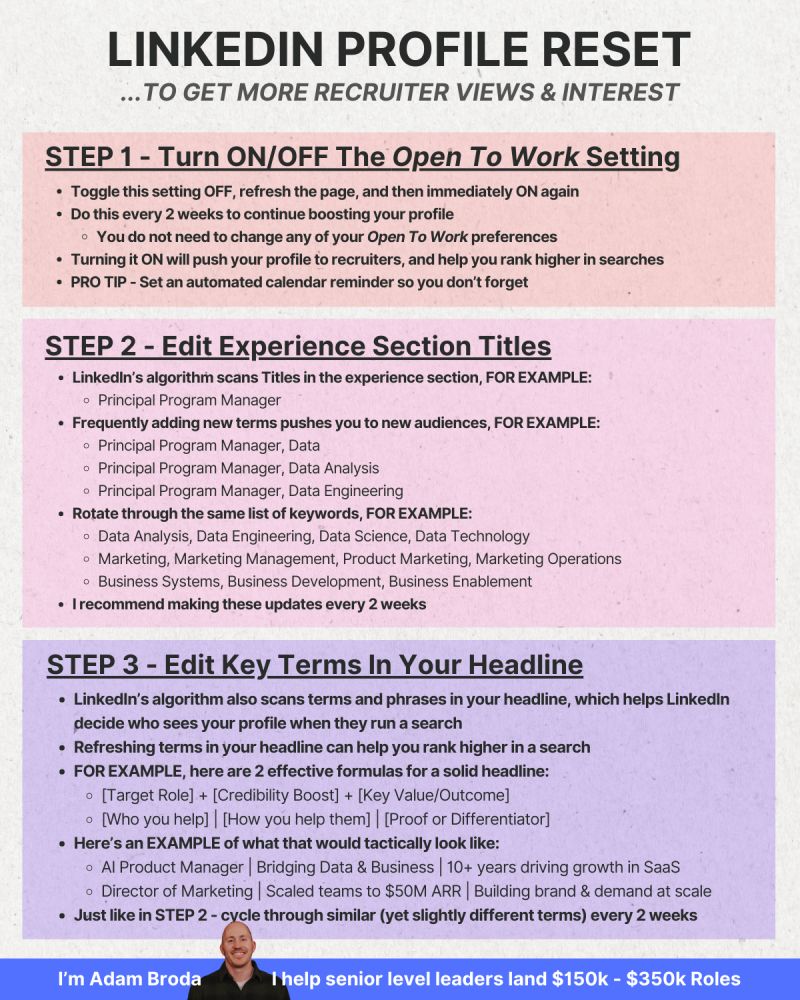 LINKEDIN PROFILE RESET
...TO GET MORE RECRUITER VIEWS & INTEREST
STEP 1 - Turn ON/OFF The Open To Work Setting
• Toggle this setting OFF, refresh the page, and then immediately ON again
• Do this every 2 weeks to continue boosting your profile
◦ You do not need to change any of your Open To Work preferences
• Turning it ON will push your profile to recruiters, and help you rank higher in searches
• PRO TIP - Set an automated calendar reminder so you don't forget
STEP 2 - Edit Experience Section Titles
• LinkedIn's algorithm scans Titles in the experience section, FOR EXAMPLE:
◦ Principal Program Manager
• Frequently adding new terms pushes you to new audiences, FOR EXAMPLE:
◦ Principal Program Manager, Data
◦ Principal Program Manager, Data Analysis
◦ Principal Program Manager, Data Engineering
• Rotate through the same list of keywords, FOR EXAMPLE:
◦ Data Analysis, Data Engineering, Data Science, Data Technology
◦ Marketing, Marketing Management, Product Marketing, Marketing Operations
◦ Business Systems, Business Development, Business Enablement
• I recommend making these updates every 2 weeks
STEP 3 - Edit Key Terms In Your Headline
• LinkedIn's algorithm also scans terms and phrases in your headline, which helps LinkedIn
decide who sees your profile when they run a search
• Refreshing terms in your headline can help you rank higher in a search
• FOR EXAMPLE, here are 2 effective formulas for a solid headline:
◦ [Target Role] + [Credibility Boost] + [Key Value/Outcome]
◦ [Who you help] | [How you help them] | [Proof or Differentiator]
• Here's an EXAMPLE of what that would tactically look like:
◦ AI Product Manager | Bridging Data & Business | 10+ years driving growth in SaaS
◦ Director of Marketing | Scaled teams to $50M ARR | Building brand & demand at scale
• Just like in STEP 2 - cycle through similar (yet slightly different terms) every 2 weeks
I'm Adam Broda I help senior level leaders land $150k - $350k Roles